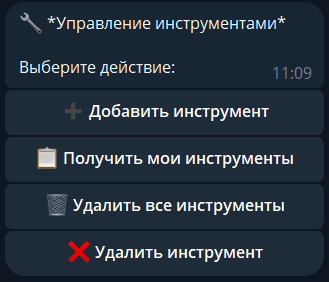 🔧 *Управление инструментами*
Выберите действие:
11:09
➕ Добавить инструмент
📋 Получить мои инструменты
🗑️ Удалить все инструменты
❌ Удалить инструмент